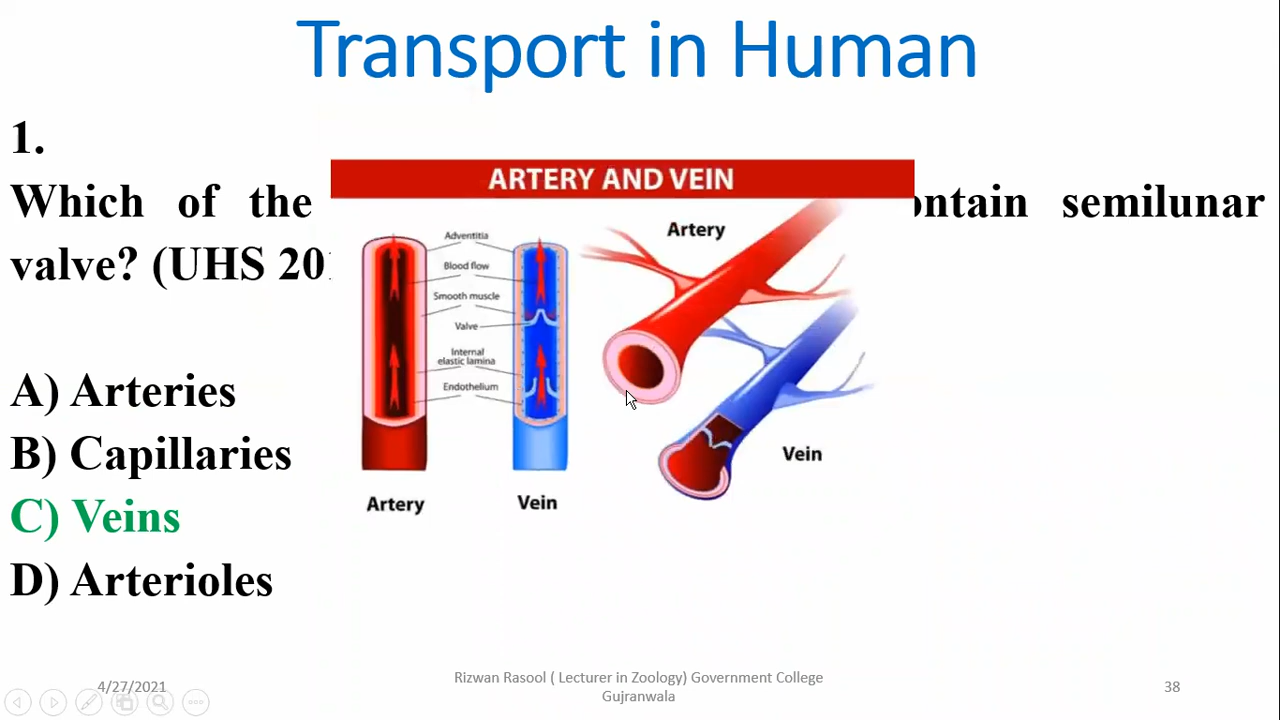 Transport in Human
1.
ARTERY AND VEIN
Which of the contain semilunar
valve? (UHS 20
Artery
Adventitia
Blood flow
Smooth muscle
Valve
Internal
elastic lamina
Endothelium
Vein
Artery
Vein
A) Arteries
B) Capillaries
C) Veins
D) Arterioles
4/27/2021
Rizwan Rasool ( Lecturer in Zoology) Government College
Gujranwala
38